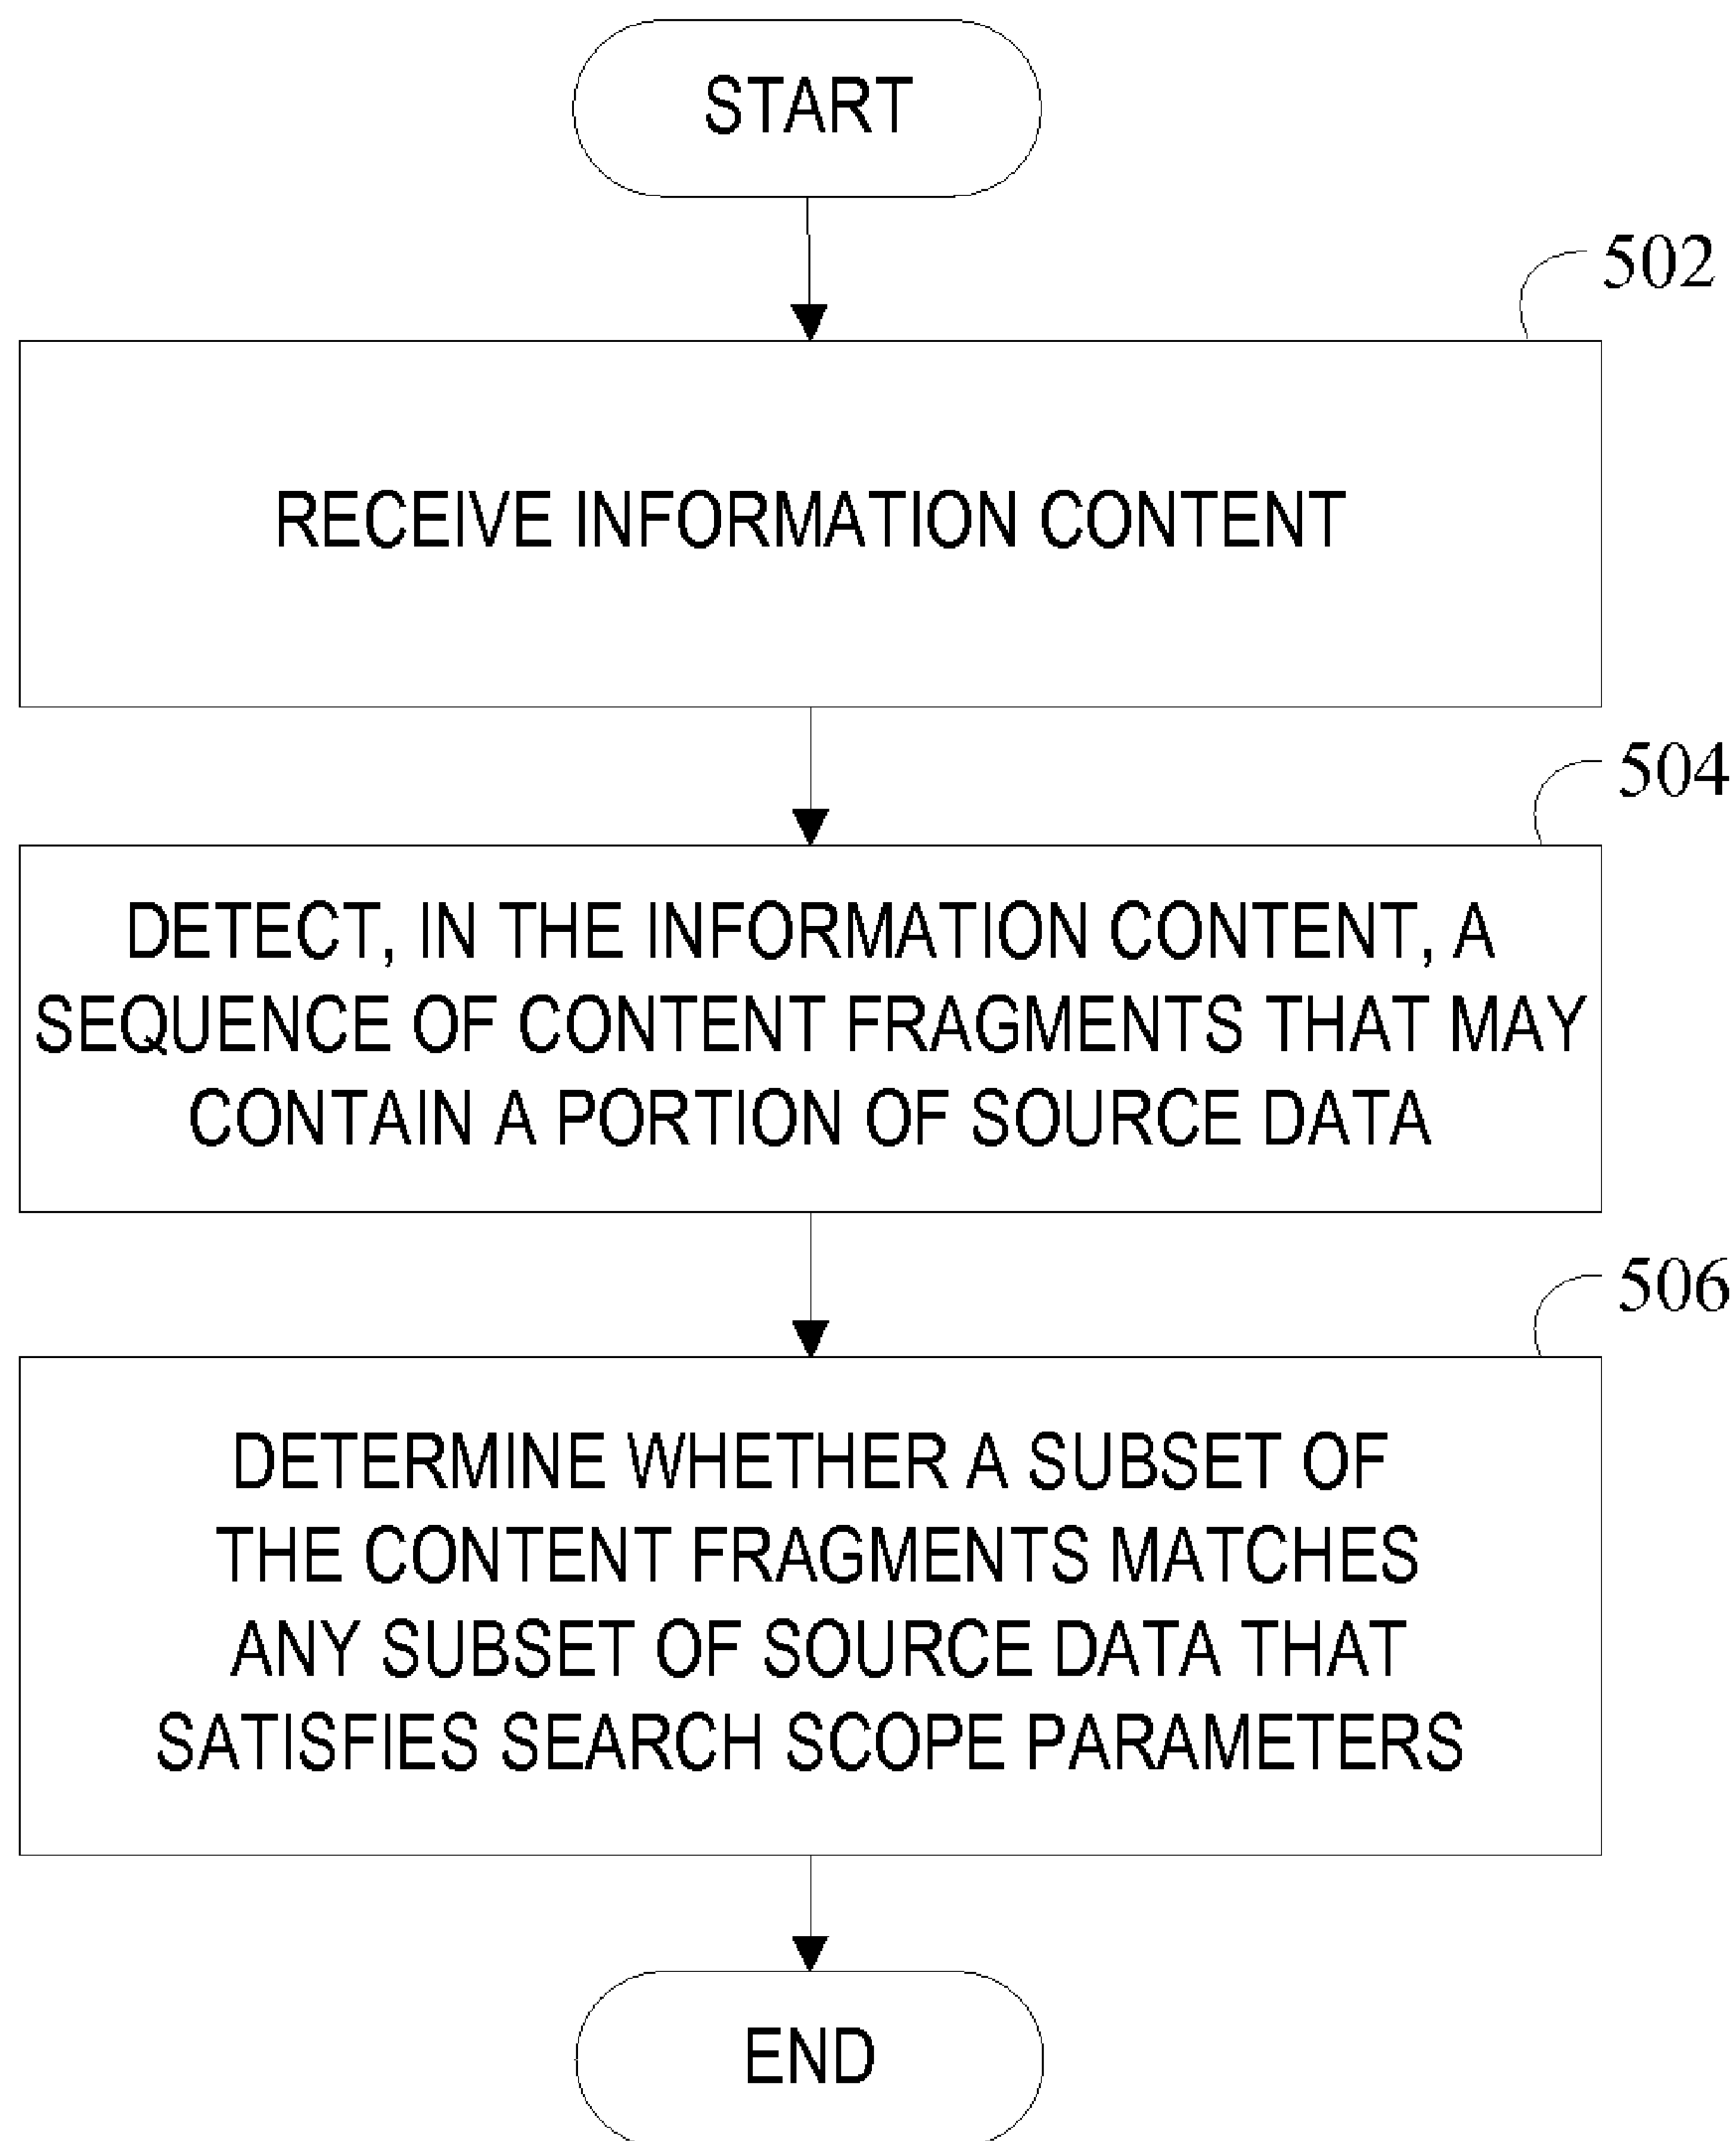 START
502
RECEIVE INFORMATION CONTENT
504
DETECT, IN THE INFORMATION CONTENT, A
SEQUENCE OF CONTENT FRAGMENTS THAT MAY
CONTAIN A PORTION OF SOURCE DATA
506
DETERMINE WHETHER A SUBSET OF
THE CONTENT FRAGMENTS MATCHES
ANY SUBSET OF SOURCE DATA THAT
SATISFIES SEARCH SCOPE PARAMETERS
END